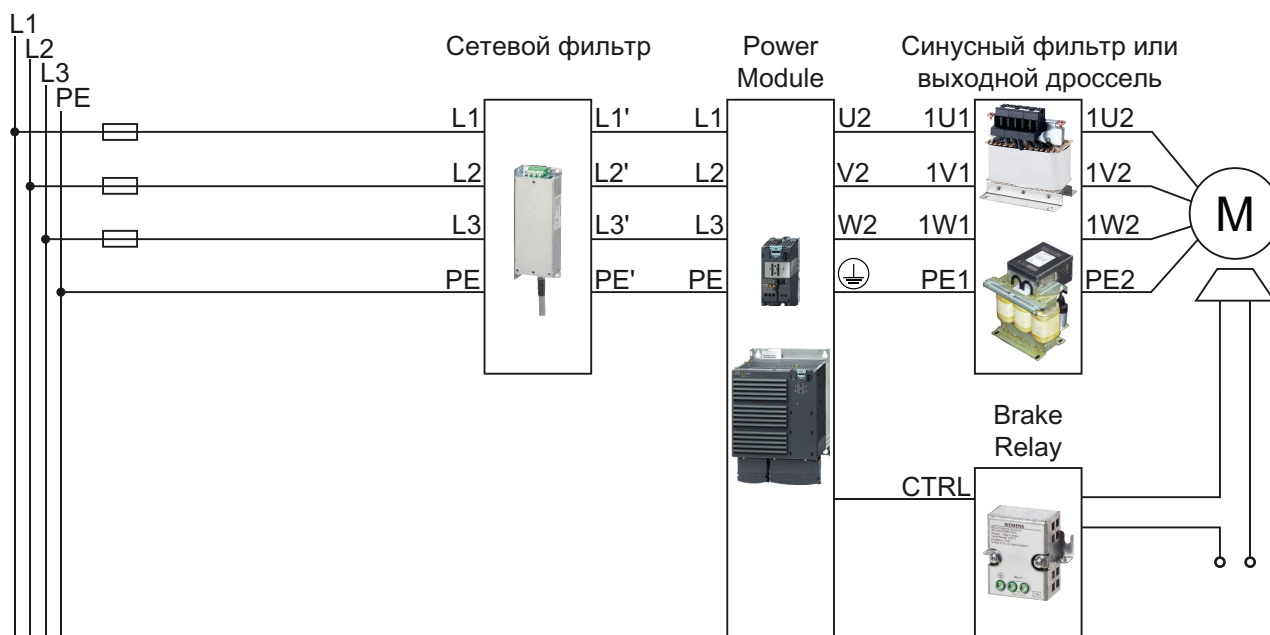 L1
L2
L3
PE
Сетевой фильтр
Power
Module
Синусный фильтр или
выходной дроссель
L1 L1' L1 U2 1U1 1U2
L2 L2' L2 V2 1V1 1V2
L3 L3' L3 W2 1W1 1W2
M
PE PE' PE PE1 PE2
Brake
Relay
CTRL
SIEMENS